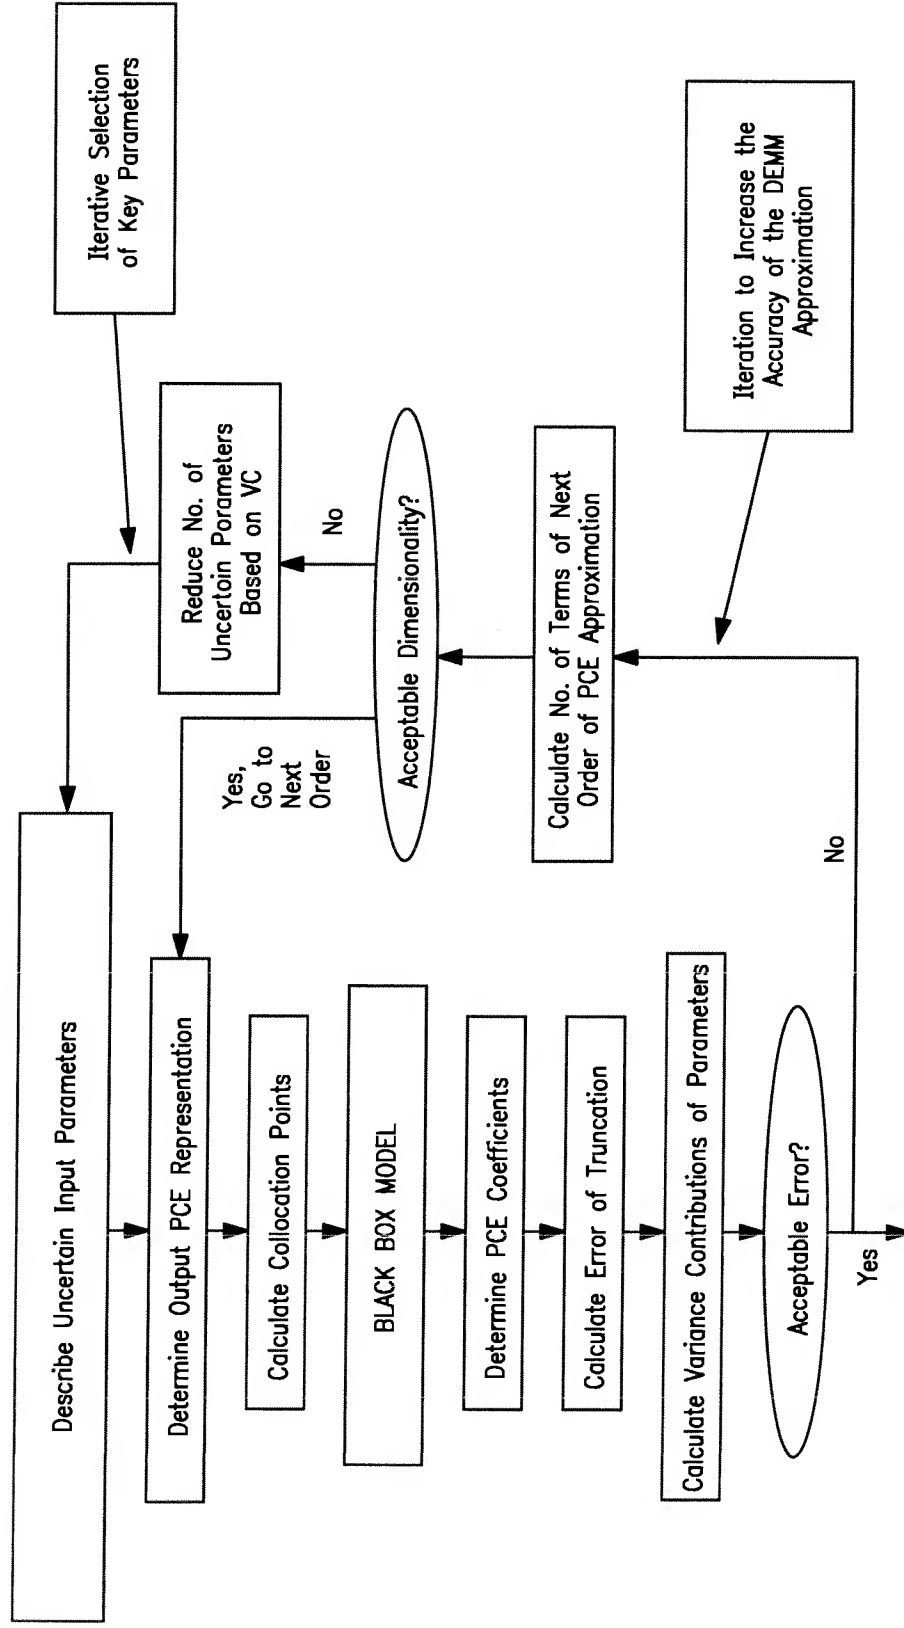 Describe Uncertain Input Parameters
Determine Output PCE Representation
Calculate Collocation Points
BLACK BOX MODEL
Determine PCE Coefficients
Calculate Error of Truncation
Calculate Variance Contributions of Parameters
Acceptable Error?
Yes
No
Calculate No. of Terms of Next
Order of PCE Approximation
Acceptable Dimensionality?
Yes,
Go to
Next
Order
No
Reduce No. of
Uncertain Parameters
Based on VC
Iterative Selection
of Key Parameters
Iteration to Increase the
Accuracy of the DEMM
Approximation